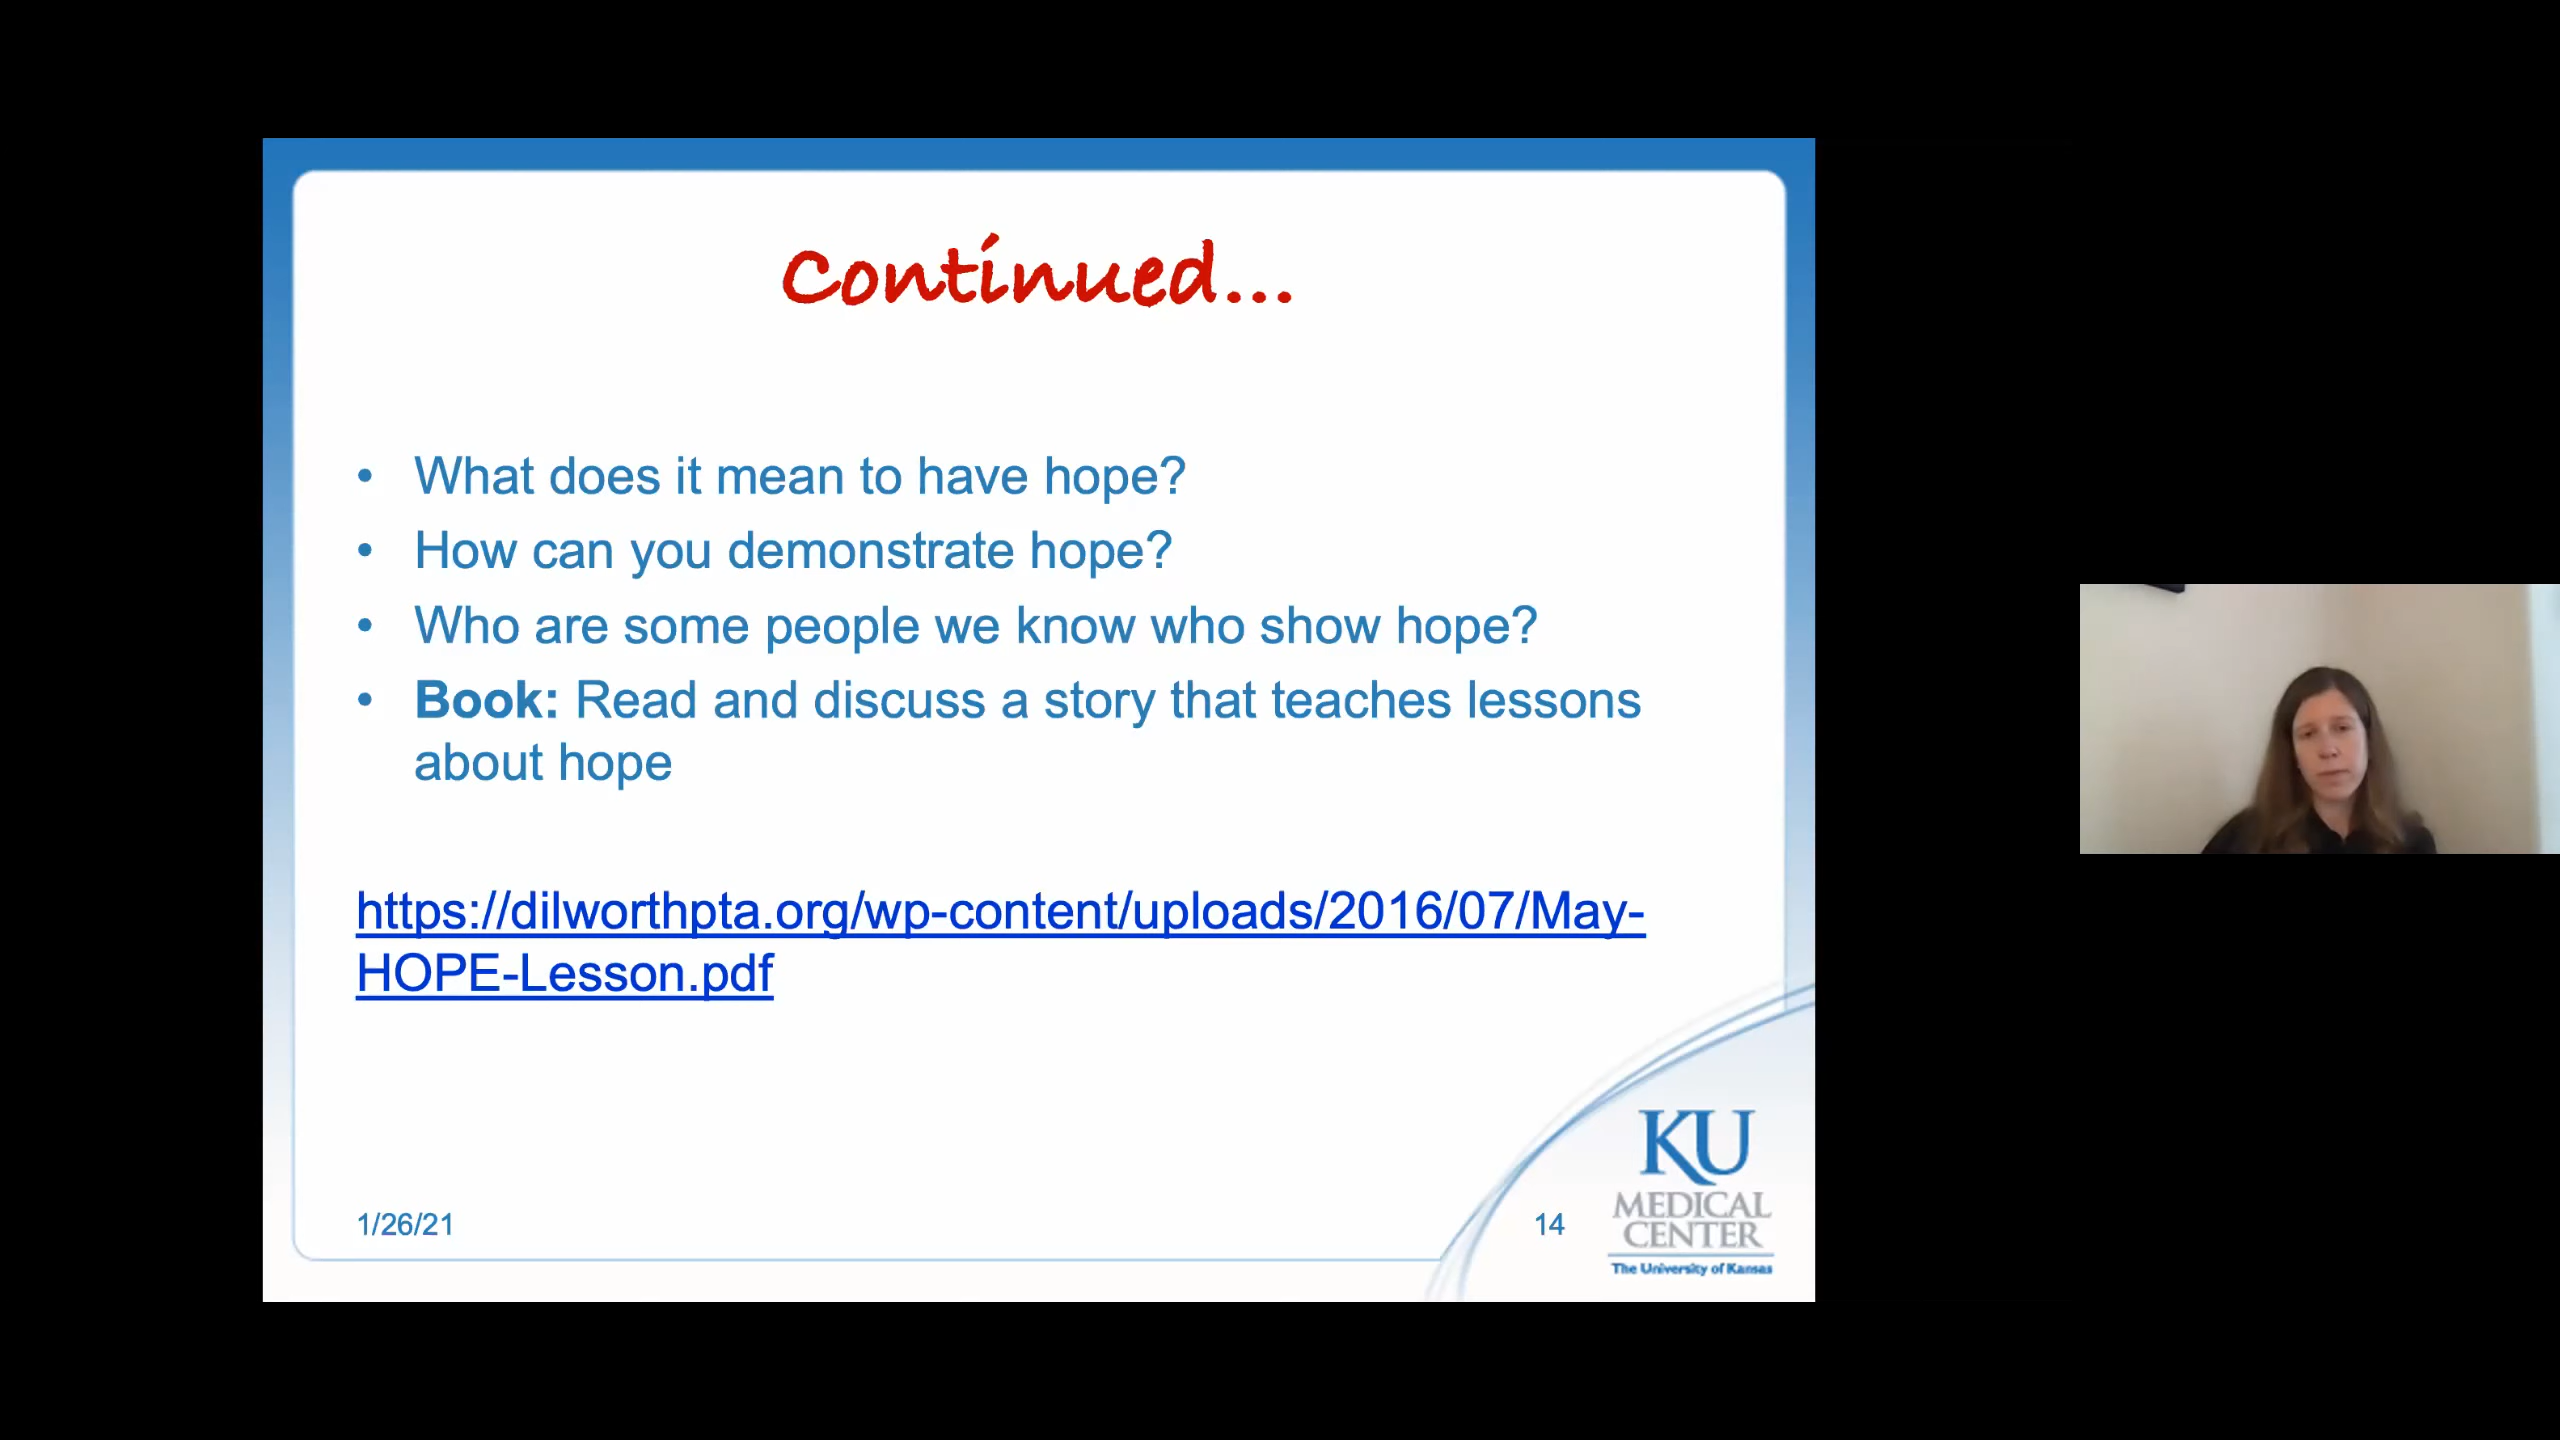 Continued...
• What does it mean to have hope?
• How can you demonstrate hope?
• Who are some people we know who show hope?
• Book: Read and discuss a story that teaches lessons
about hope
https://dilworthpta.org/wp-content/uploads/2016/07/May-
HOPE-Lesson.pdf
1/26/21
14
KU
MEDICAL
CENTER
The University of Kansas